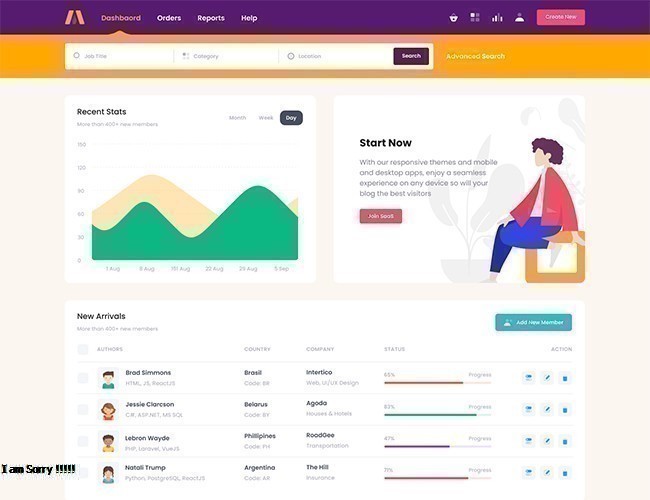 Dashbaord Orders Reports Help Create New
Job Title Category Location Search Advanced Search
Recent Stats
More than 400+ new members
Month Week Day
150
120
90
60
30
0
1 Aug 8 Aug 151 Aug 22 Aug 29 Aug 5 Sep
Start Now
With our responsive themes and mobile
and desktop apps, enjoy a seamless
experience on any device so will your
blog the best visitors
Join SaaS
New Arrivals
More than 400+ new members
Add New Member
AUTHORS COUNTRY COMPANY STATUS ACTION
Brad Simmons Brasil Intertico 65% Progress
HTML, JS, ReactJS Code: BR Web, UI/UX Design
Jessie Clarcson Belarus Agoda 83% Progress
C#, ASP.NET, MS SQL Code: BY Houses & Hotels
Lebron Wayde Phillipines RoadGee 47% Progress
PHP, Laravel, VueJS Code: PH Transportation
Natali Trump Argentina The Hill 71% Progress
Python, PostgreSQL, ReactJS Code: AR Insurance
I am Sorry !!!!!